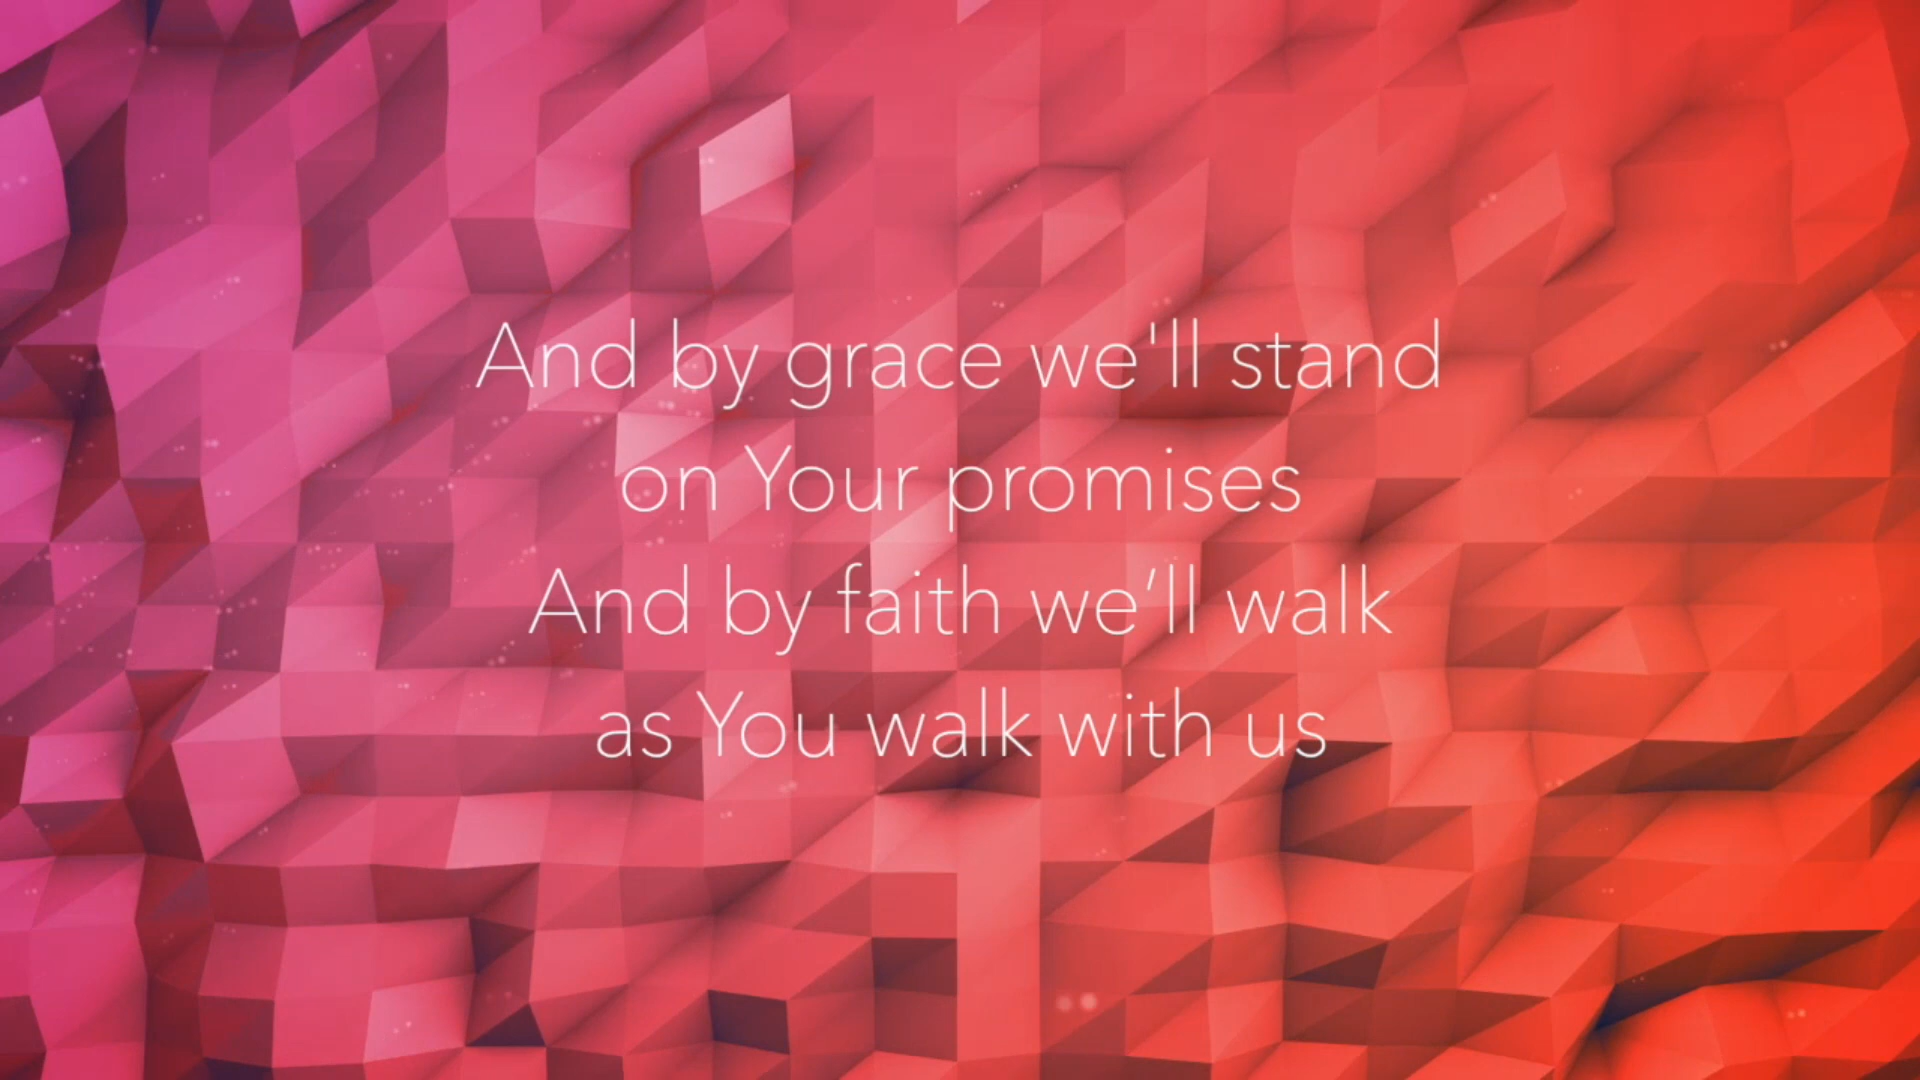 And by grace we'll stand
on Your promises
And by faith we’ll walk
as You walk with us